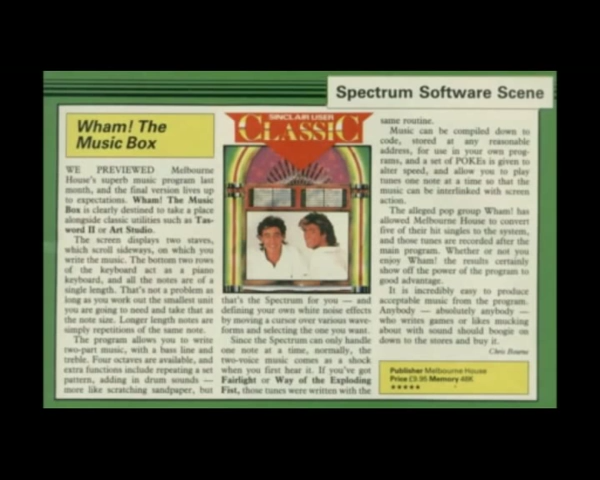 Spectrum Software Scene
Wham! The
Music Box
WE PREVIEWED Melbourne
House's superb music program last
month, and the final version lives up
to expectations. Wham! The Music
Box is clearly destined to take a place
alongside classic utilities such as Tas-
word II or Art Studio.
The screen displays two staves,
which scroll sideways, on which you
write the music. The bottom two rows
of the keyboard act as a piano
keyboard, and all the notes are of a
single length. That's not a problem as
long as you work out the smallest unit
you are going to need and take that as
the note size. Longer length notes are
simply repetitions of the same note.
The program allows you to write
two-part music, with a bass line and
treble. Four octaves are available, and
extra functions include repeating a set
pattern, adding in drum sounds —
more like scratching sandpaper, but
SINCLAIR USER
CLASSIC
that's the Spectrum for you — and
defining your own white noise effects
by moving a cursor over various wave-
forms and selecting the one you want.
Since the Spectrum can only handle
one note at a time, normally, the
two-voice music comes as a shock
when you first hear it. If you've got
Fairlight or Way of the Exploding
Fist, those tunes were written with the
same routine.
Music can be compiled down to
code, stored at any reasonable
address, for use in your own prog-
rams, and a set of POKEs is given to
alter speed, and allow you to play
tunes one note at a time so that the
music can be interlinked with screen
action.
The alleged pop group Wham! has
allowed Melbourne House to convert
five of their hit singles to the system,
and those tunes are recorded after the
main program. Whether or not you
enjoy Wham! the results certainly
show off the power of the program to
good advantage.
It is incredibly easy to produce
acceptable music from the program.
Anybody — absolutely anybody —
who writes games or likes mucking
about with sound should boogie on
down to the stores and buy it.
Chris Bourne
Publisher Melbourne House
Price £9.95 Memory 48K
★★★★★